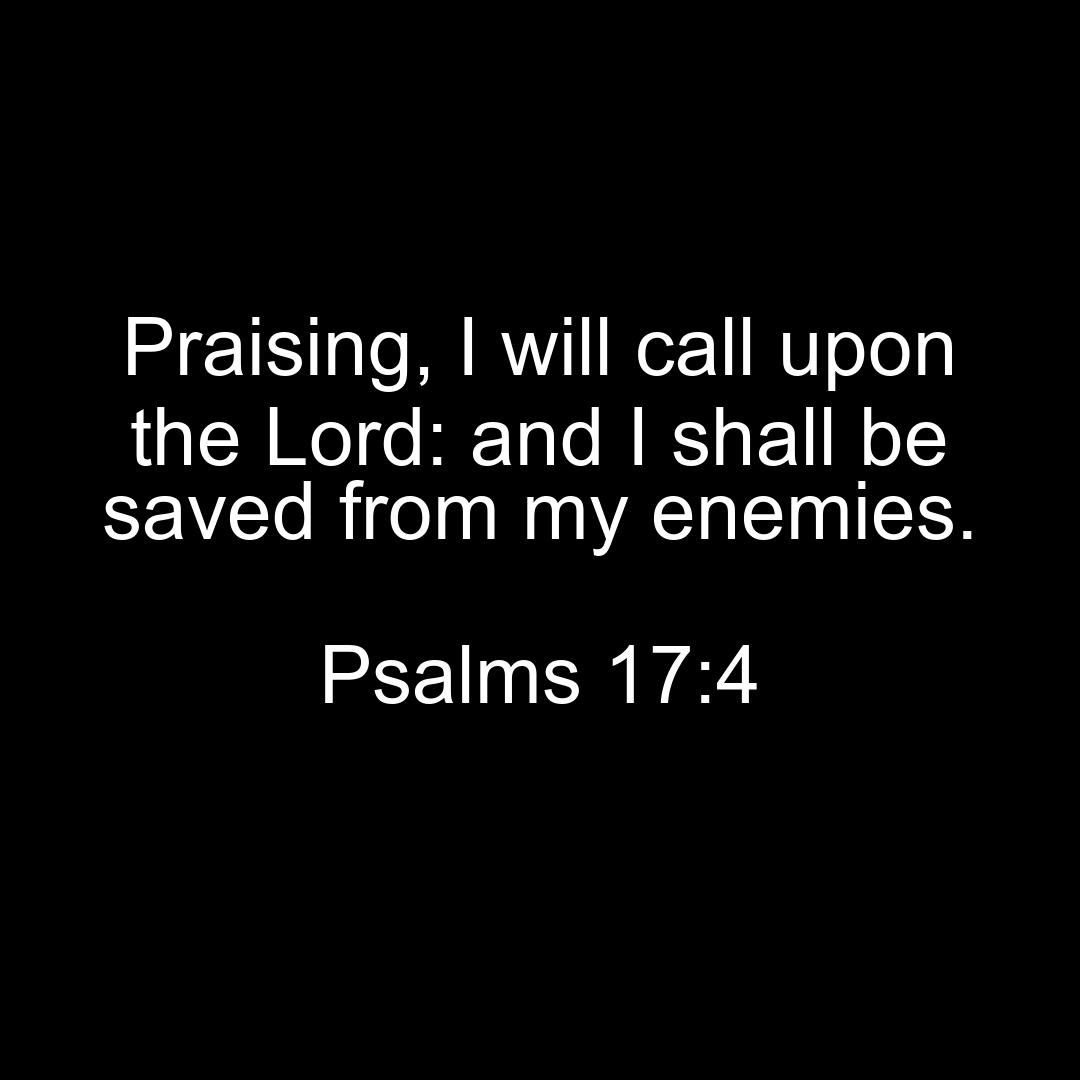 Praising, I will call upon
the Lord: and I shall be
saved from my enemies.
Psalms 17:4